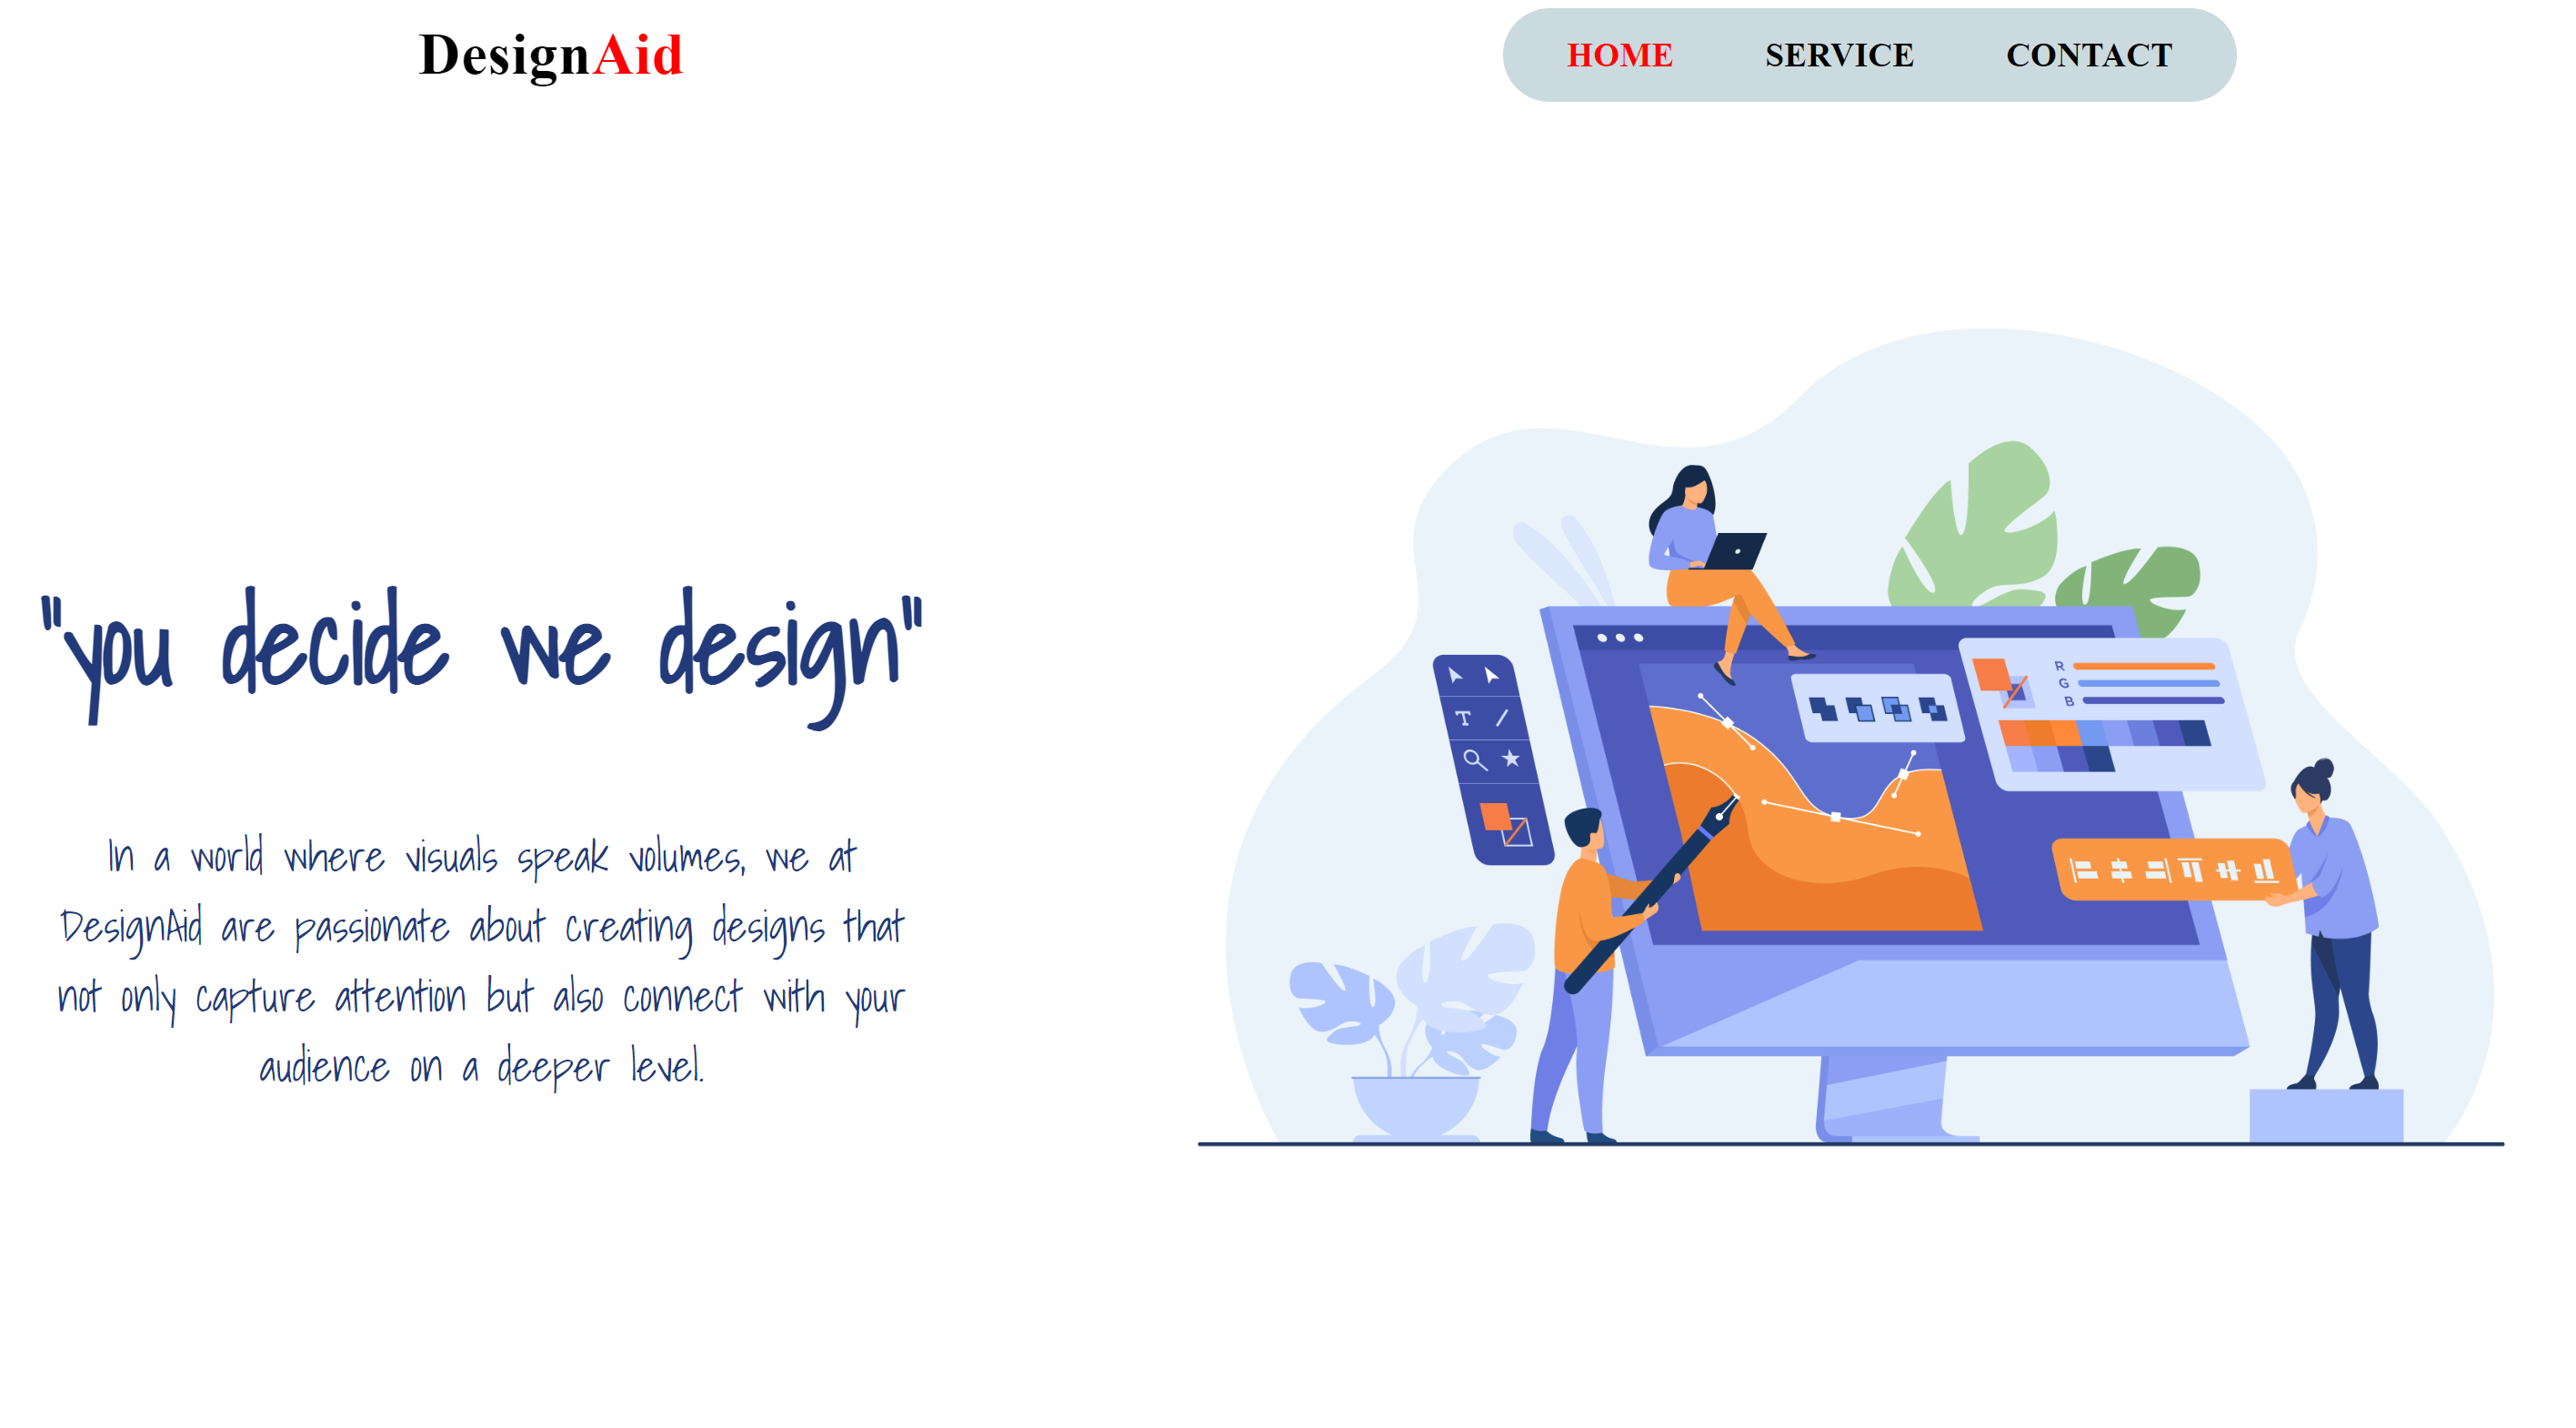 DesignAid
HOME SERVICE CONTACT
"you decide we design"
In a world where visuals speak volumes, we at
DesignAid are passionate about creating designs that
not only capture attention but also connect with your
audience on a deeper level.
T
R
G
B